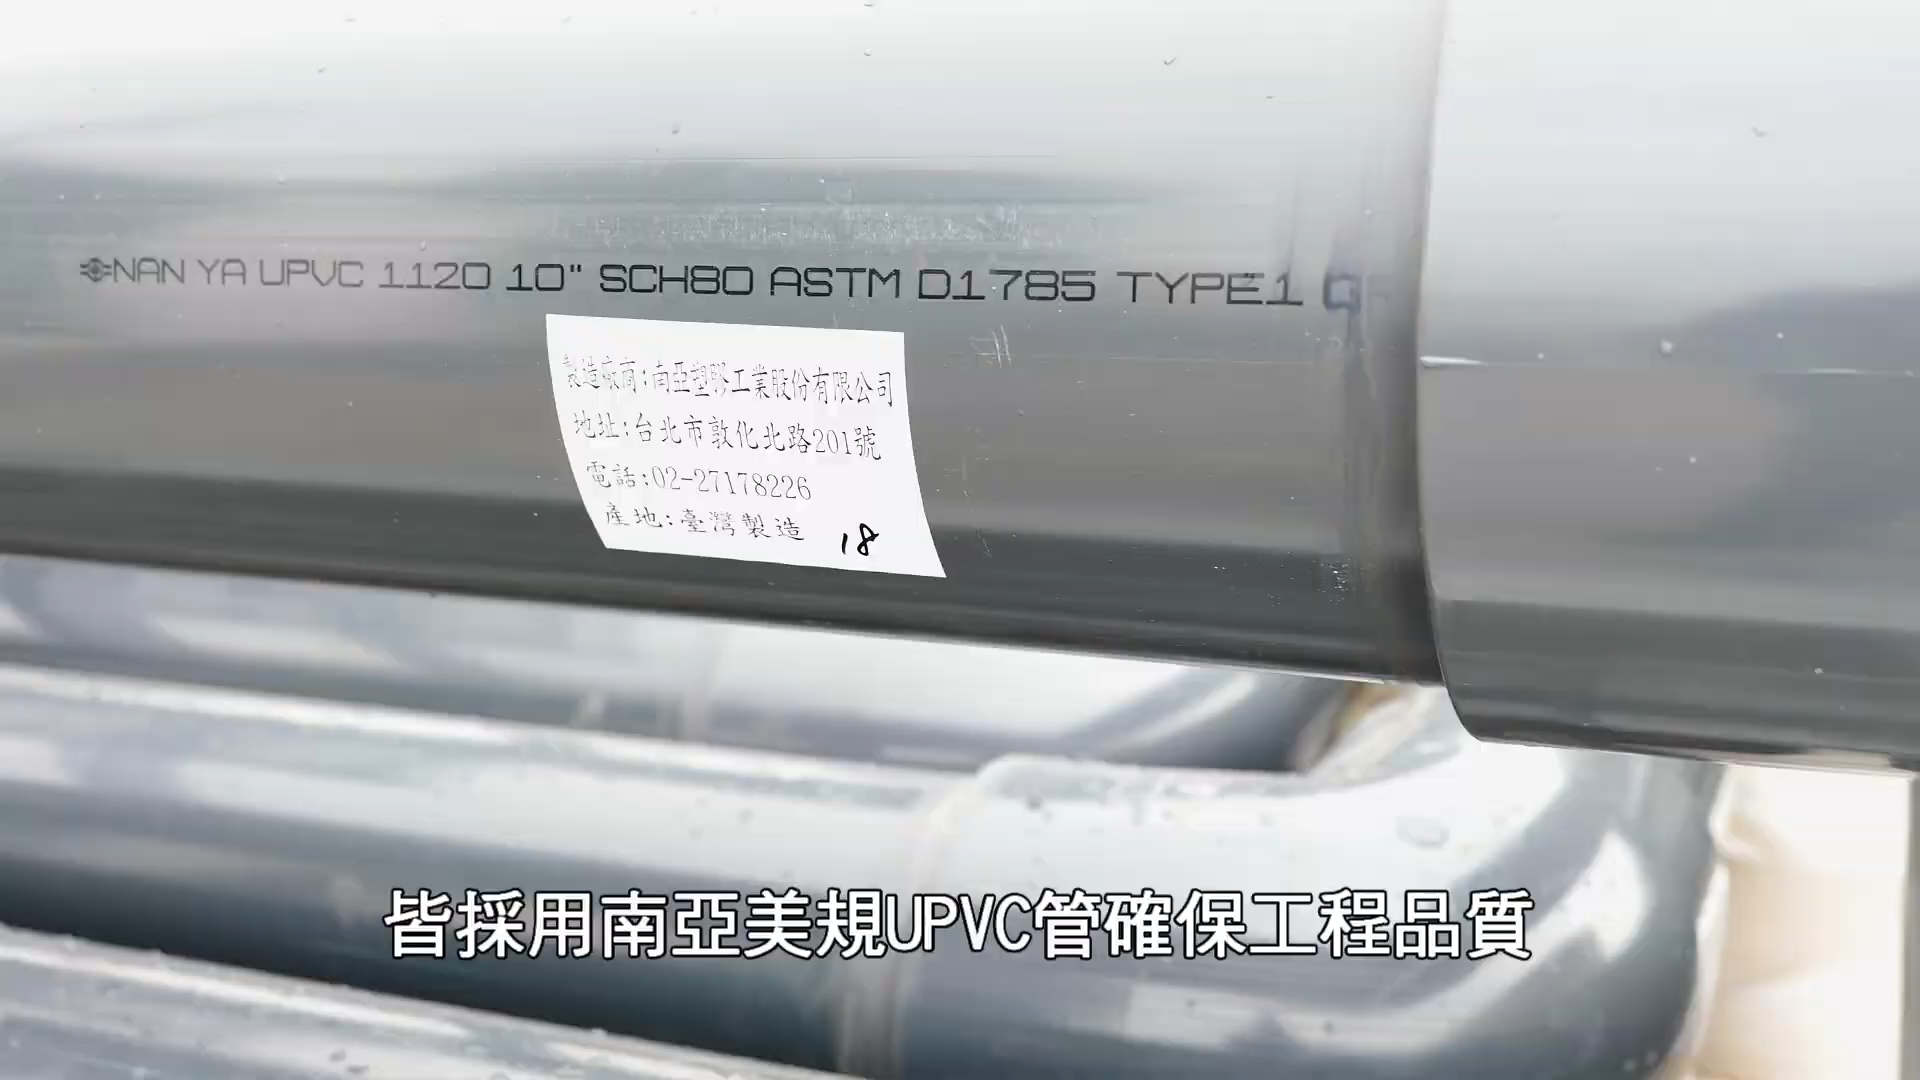 NAN YA UPVC 1120 10" SCH80 ASTM D1785 TYPE1 G
製造廠商:南亞塑膠工業股份有限公司
地址:台北市敦化北路201號
電話:02-27178226
產地:臺灣製造
18
皆採用南亞美規UPVC管確保工程品質